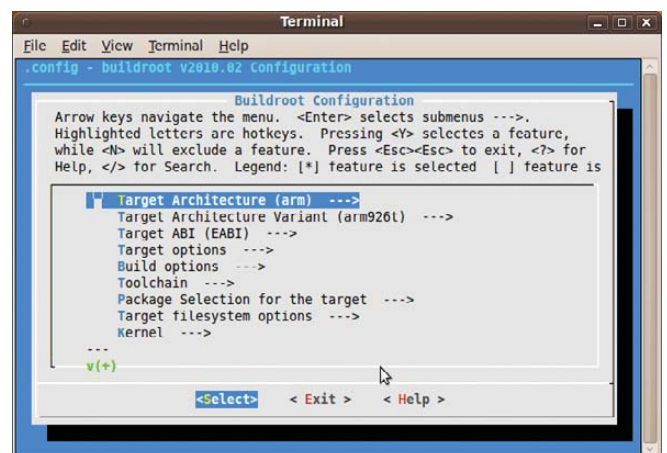 Terminal
File Edit View Terminal Help
.config - buildroot v2010.02 Configuration
Buildroot Configuration
Arrow keys navigate the menu. <Enter> selects submenus --->.
Highlighted letters are hotkeys. Pressing <Y> selectes a feature,
while <N> will exclude a feature. Press <Esc><Esc> to exit, <?> for
Help, </> for Search. Legend: [*] feature is selected [ ] feature is
Target Architecture (arm) --->
Target Architecture Variant (arm926t) --->
Target ABI (EABI) --->
Target options --->
Build options --->
Toolchain --->
Package Selection for the target --->
Target filesystem options --->
Kernel --->
---
v(+)
<Select> < Exit > < Help >